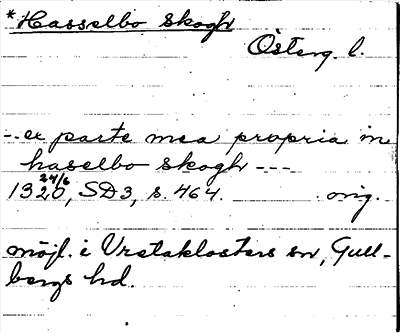 *Hasselbo skogh
Österg. l.
-- ex parte mea propria in
haselbo skogh ---
1320 24/6, SD3, s. 464. orig.
möjl. i Vretaklosters sn, Gull-
bergs hd.